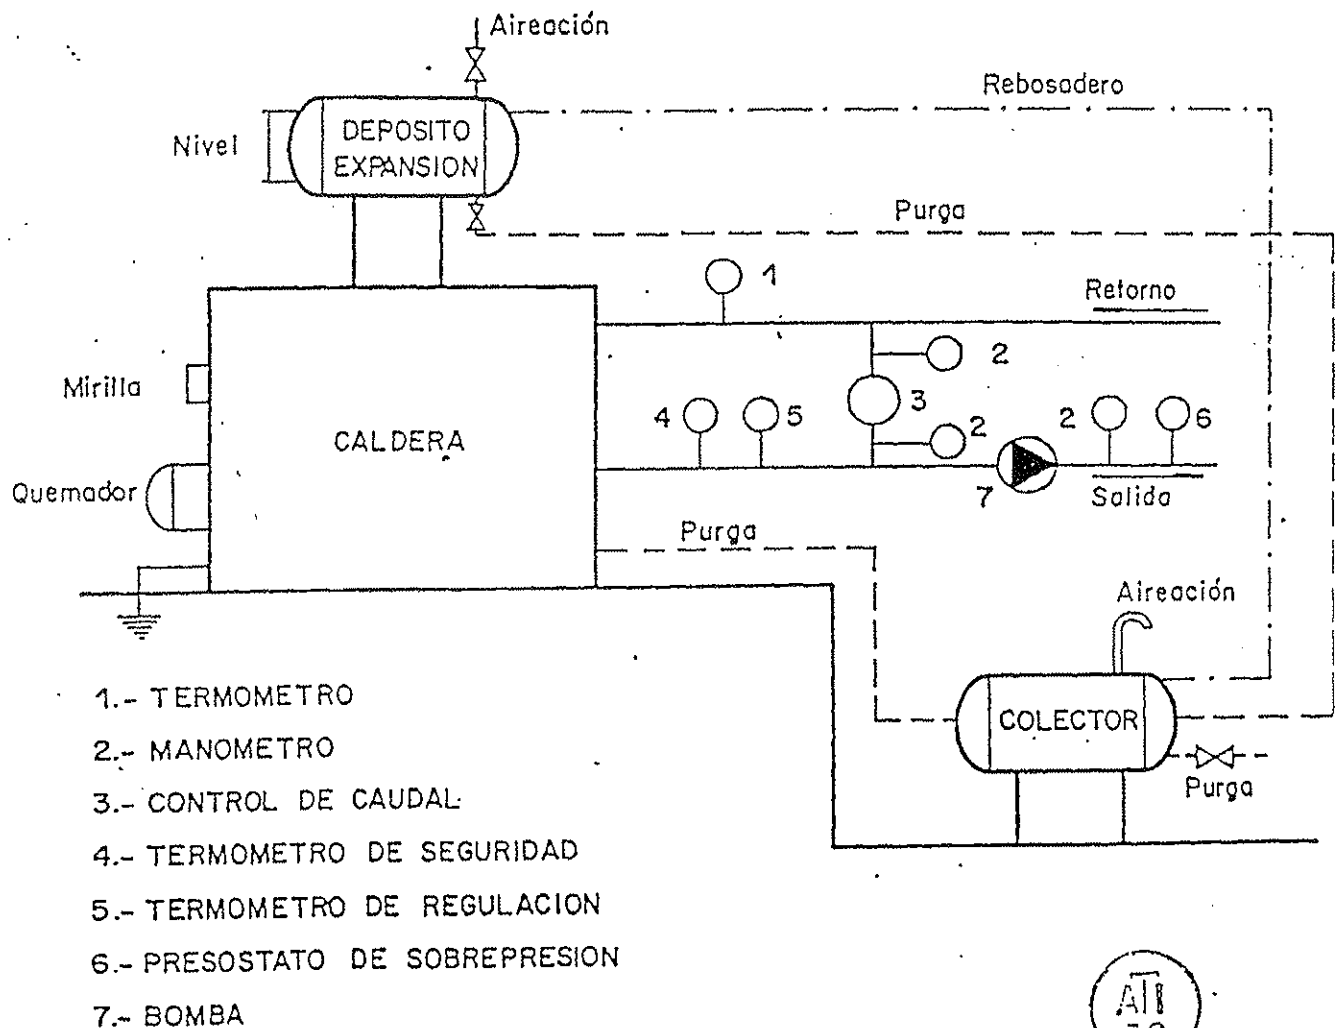 Aireación
Rebosadero
Nivel
DEPOSITO
EXPANSION
Purga
1
Retorno
2
Mirilla
4
5
3
2
2
6
CALDERA
Quemador
7
Salida
Purga
Aireación
COLECTOR
Purga
1.- TERMOMETRO
2.- MANOMETRO
3.- CONTROL DE CAUDAL
4.- TERMOMETRO DE SEGURIDAD
5.- TERMOMETRO DE REGULACION
6.- PRESOSTATO DE SOBREPRESION
7.- BOMBA